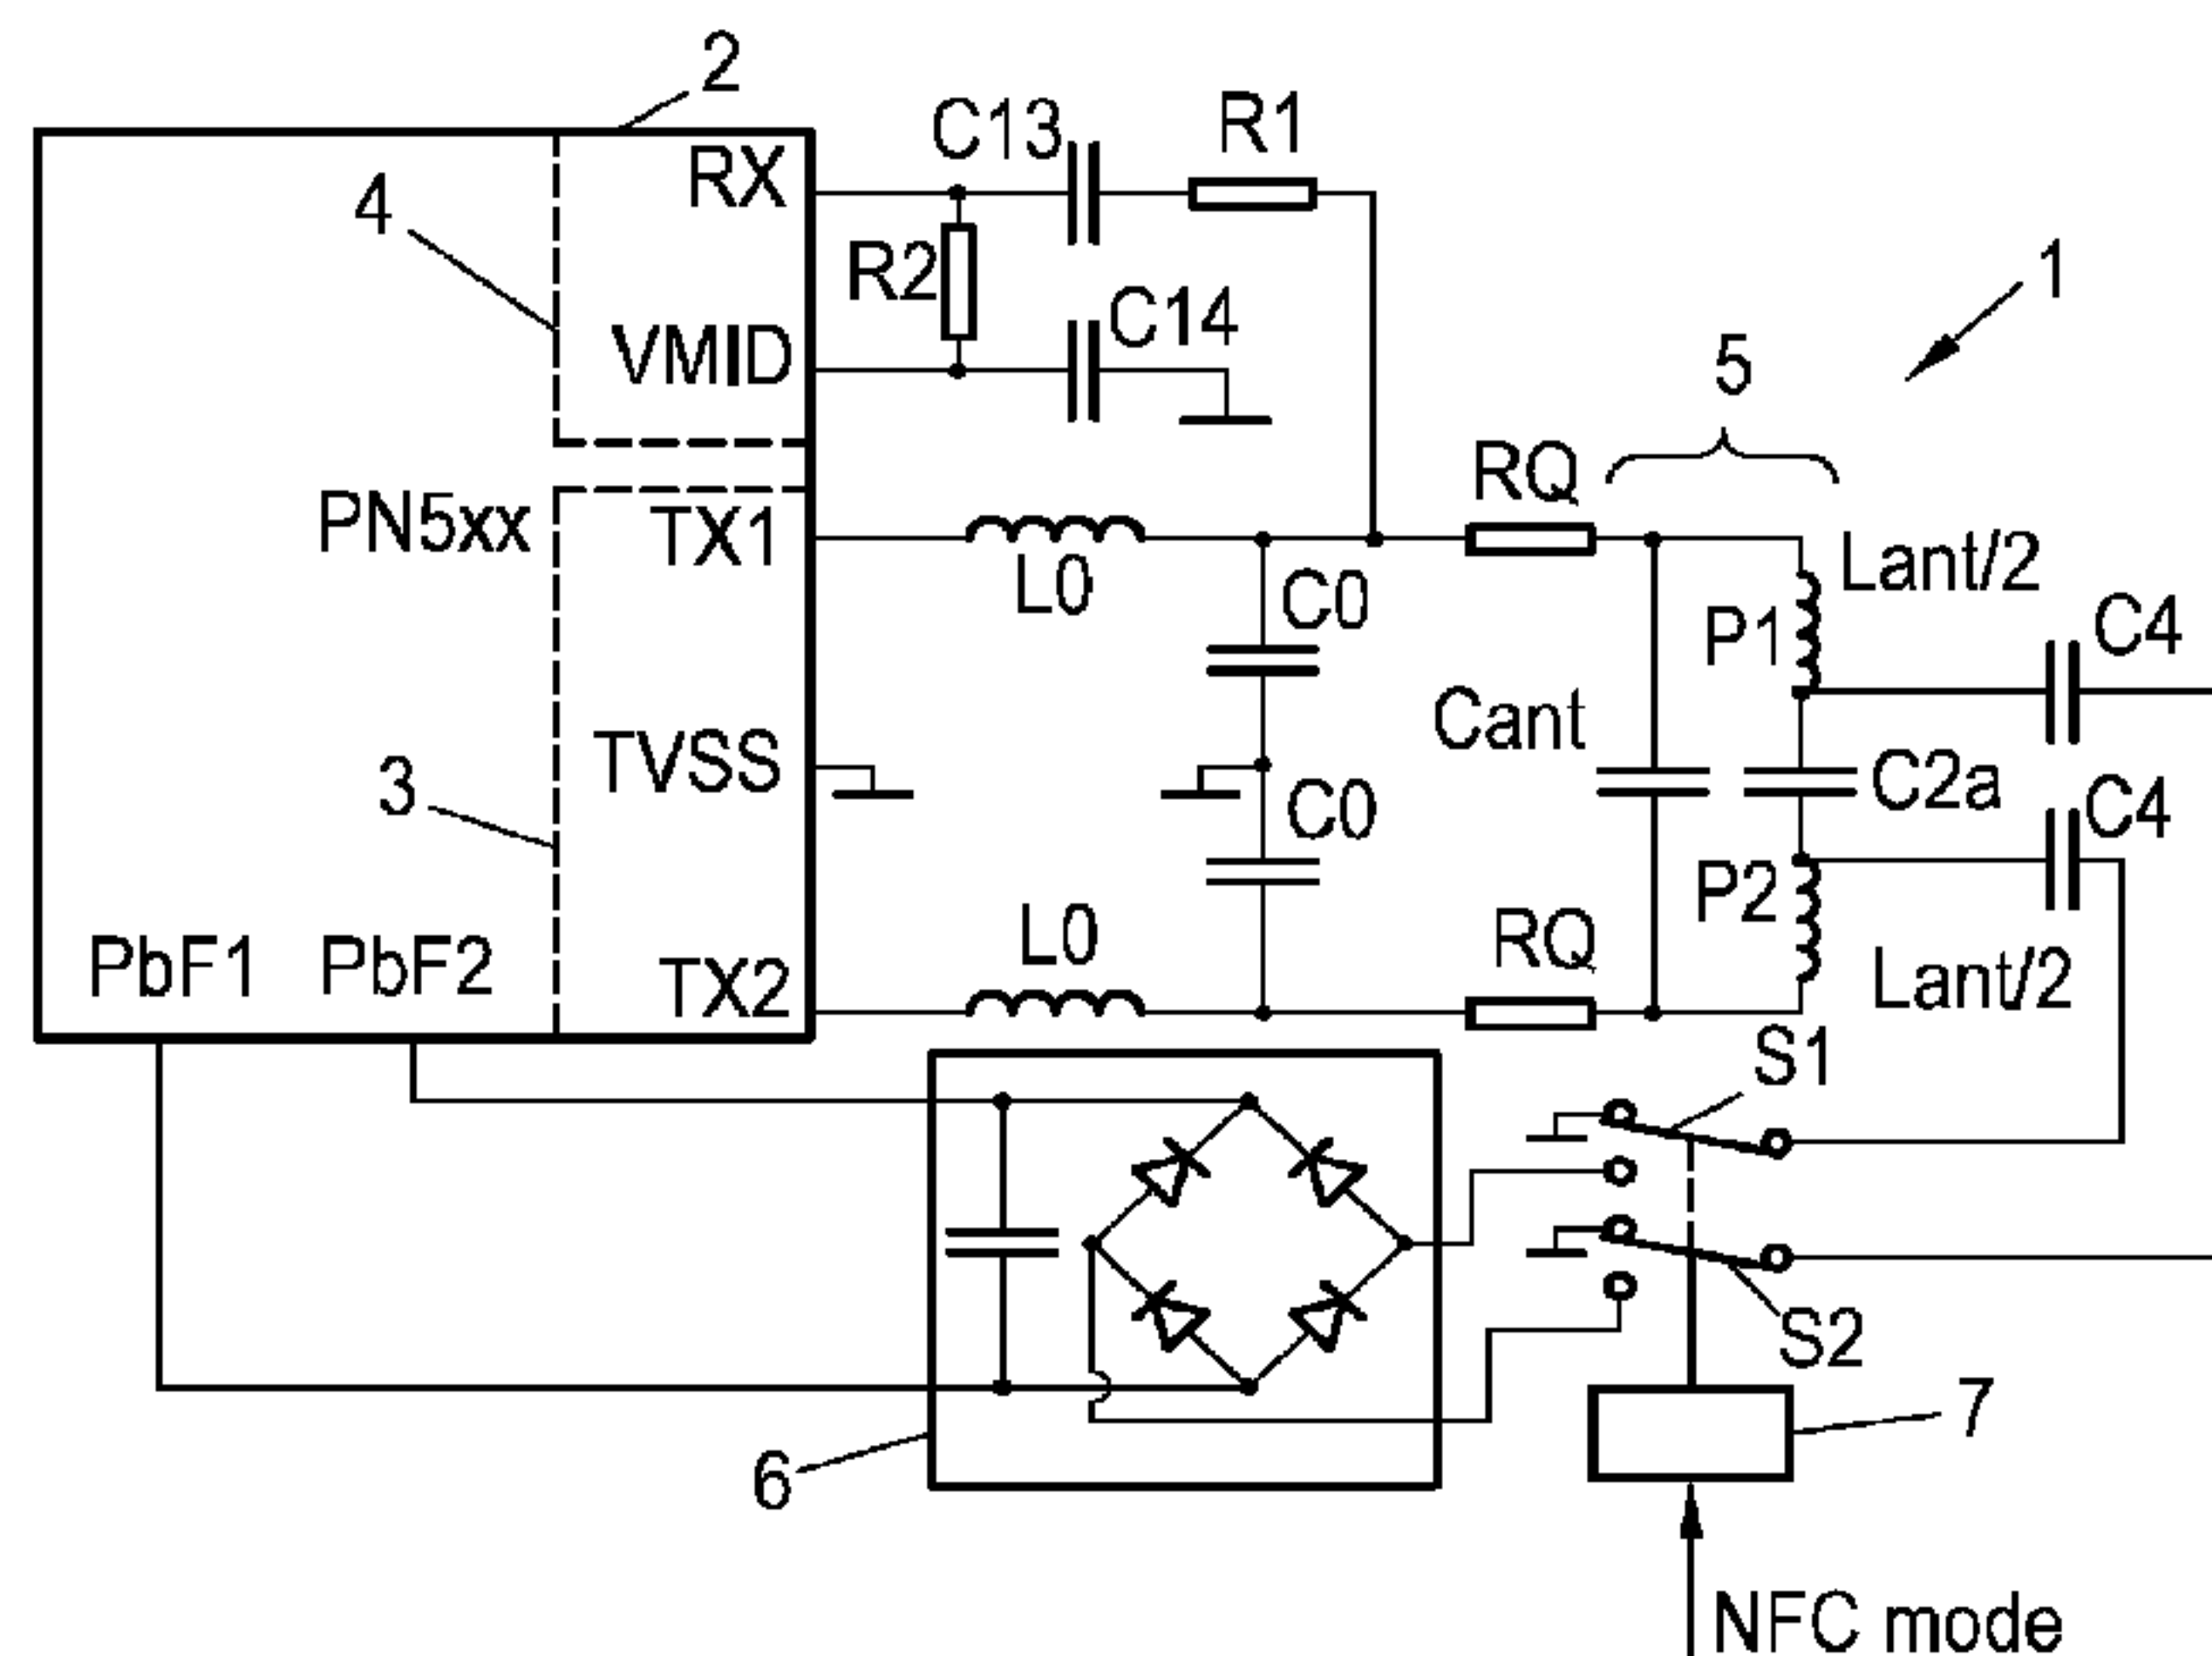 2
C13
R1
RX
4
R2
1
C14
VMID
5
RQ
PN5xx
TX1
Lant/2
L0
C0
P1
C4
Cant
TVSS
C2a
3
C0
C4
P2
L0
RQ
PbF1
PbF2
TX2
Lant/2
S1
S2
7
6
NFC mode